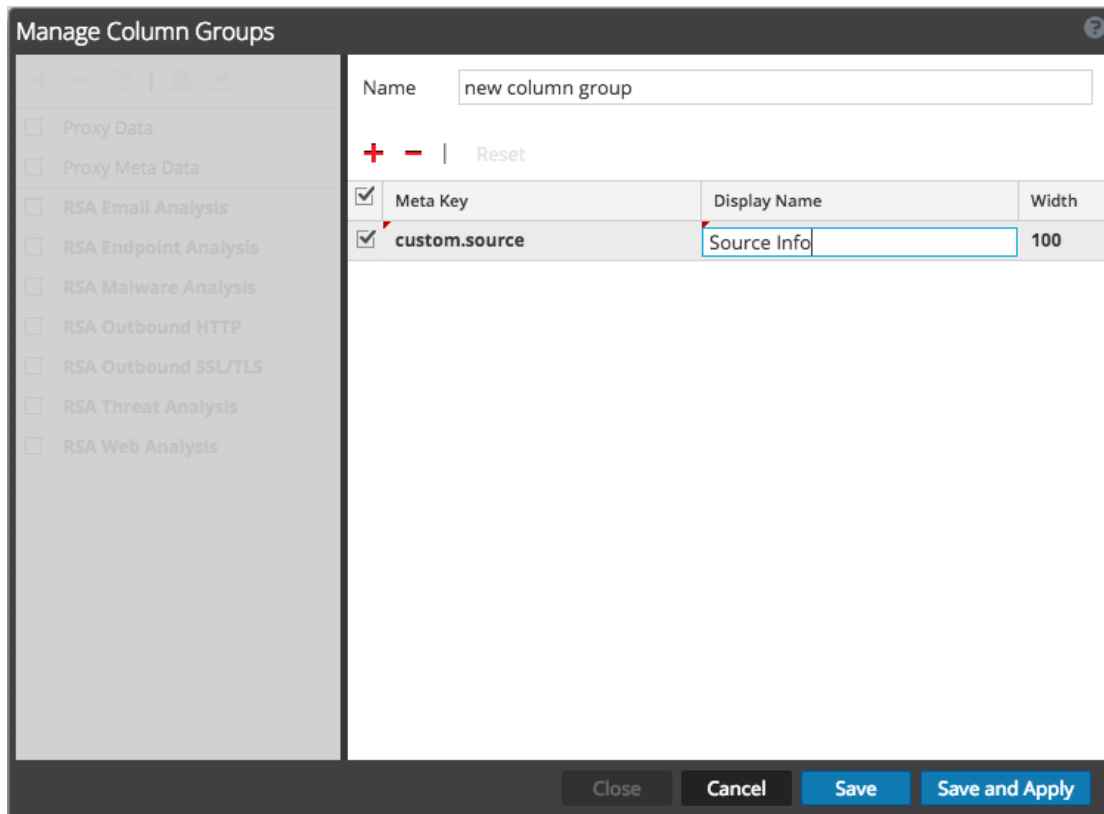 Manage Column Groups
Proxy Data
Proxy Meta Data
RSA Email Analysis
RSA Endpoint Analysis
RSA Malware Analysis
RSA Outbound HTTP
RSA Outbound SSL/TLS
RSA Threat Analysis
RSA Web Analysis
Name new column group
Reset
Meta Key Display Name Width
custom.source Source Info 100
Close Cancel Save Save and Apply